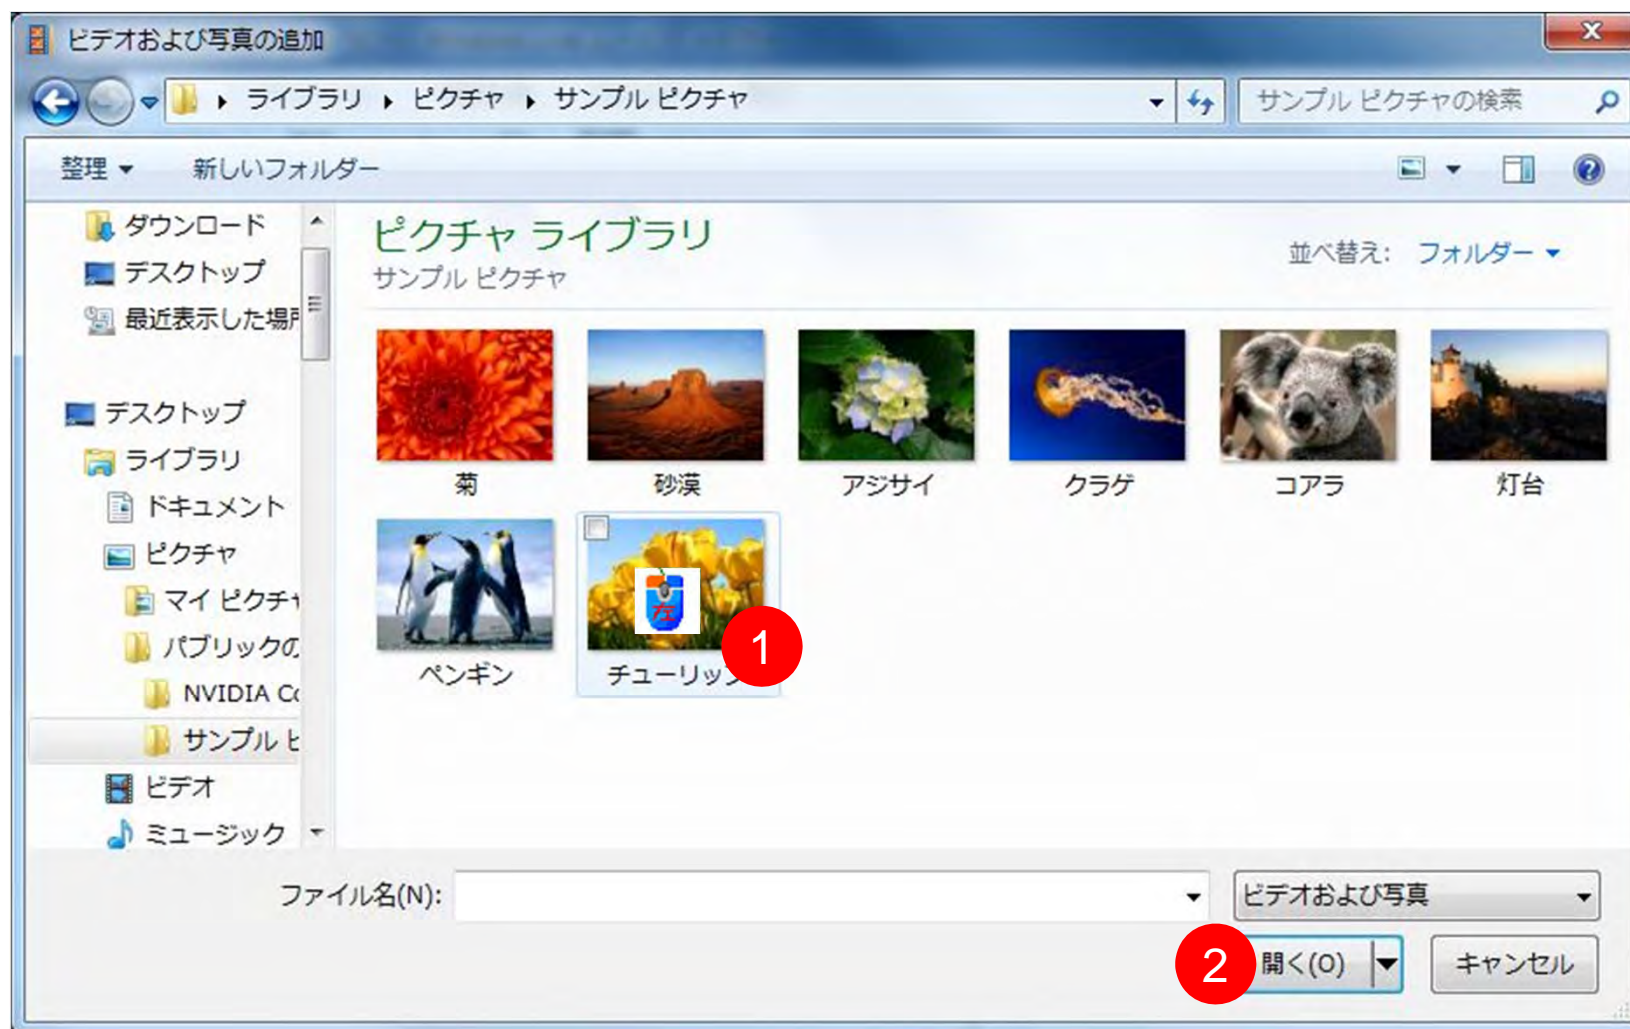 ビデオおよび写真の追加
ライブラリ ピクチャ サンプル ピクチャ
サンプル ピクチャの検索
整理 新しいフォルダー
ダウンロード
デスクトップ
最近表示した場所
デスクトップ
ライブラリ
ドキュメント
ピクチャ
マイ ピクチャ
パブリックの
NVIDIA Co
サンプル ピ
ビデオ
ミュージック
ピクチャ ライブラリ
サンプル ピクチャ
並べ替え: フォルダー
菊 砂漠 アジサイ クラゲ コアラ 灯台
左
1
ペンギン チューリップ
ファイル名(N):
ビデオおよび写真
2 開く(O) キャンセル